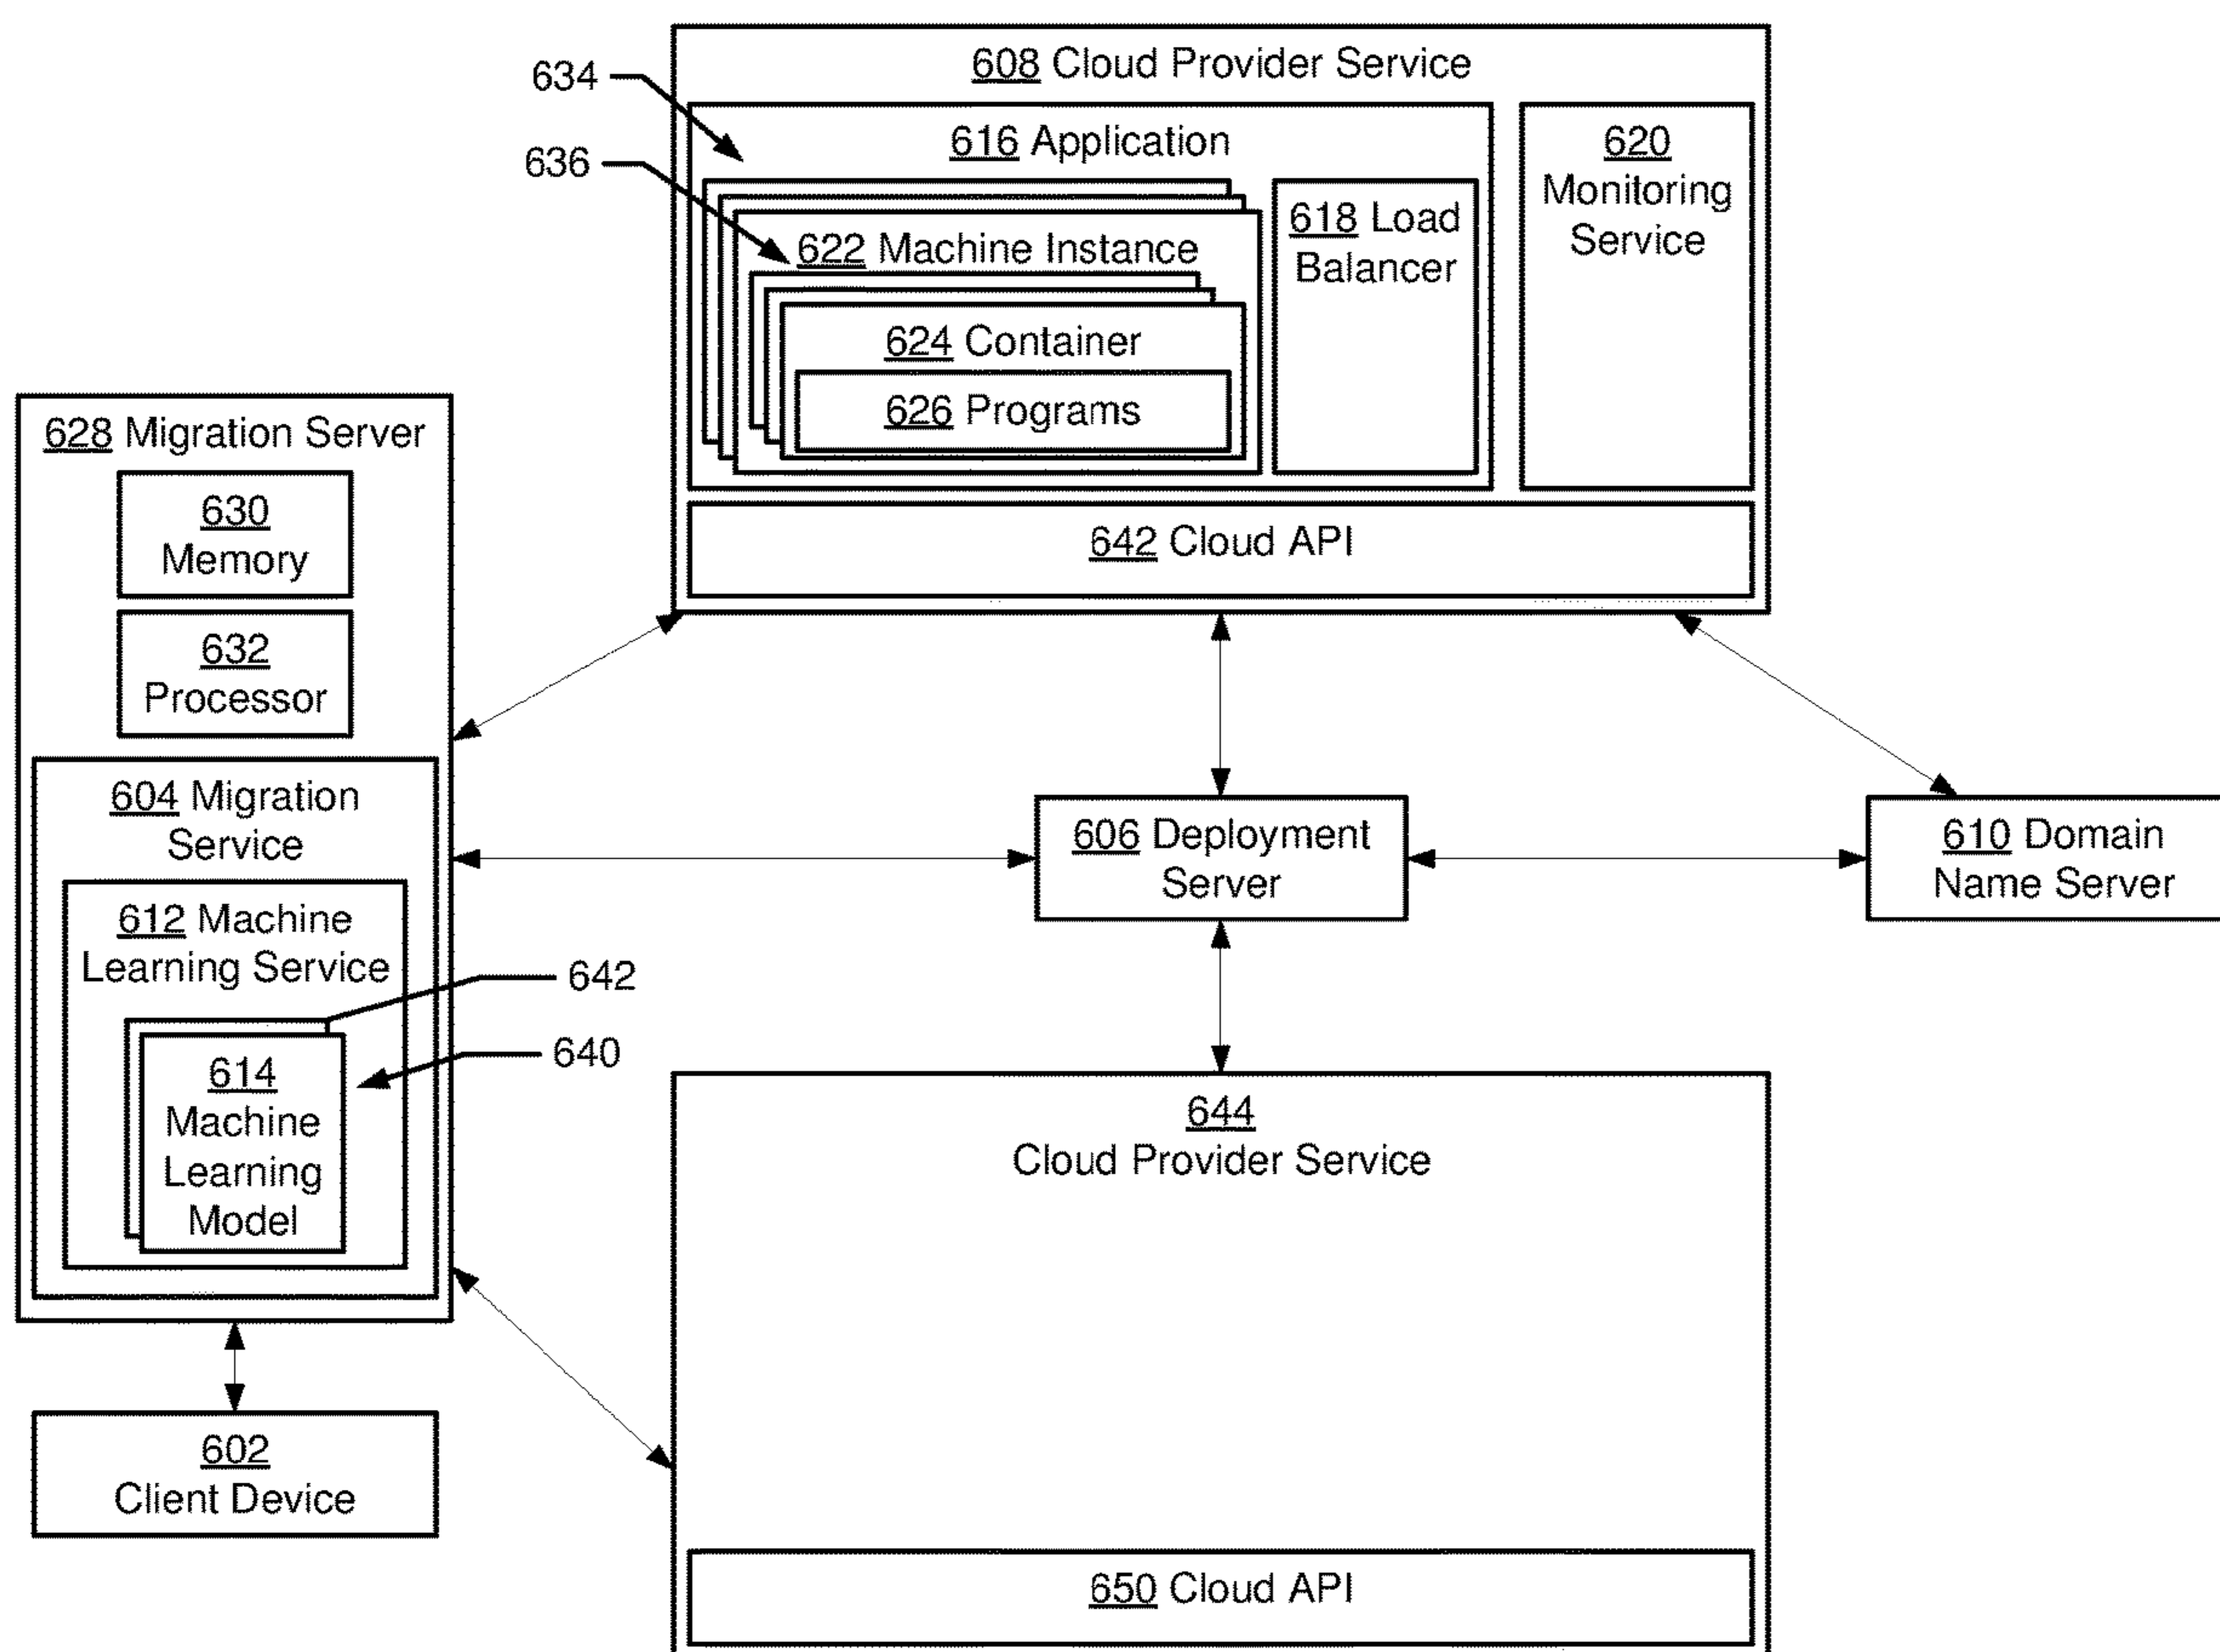 608 Cloud Provider Service
634
616 Application
620
Monitoring
Service
636
618 Load
Balancer
622 Machine Instance
624 Container
626 Programs
642 Cloud API
628 Migration Server
630
Memory
632
Processor
604 Migration
Service
612 Machine
Learning Service
642
640
614
Machine
Learning
Model
606 Deployment
Server
610 Domain
Name Server
644
Cloud Provider Service
650 Cloud API
602
Client Device